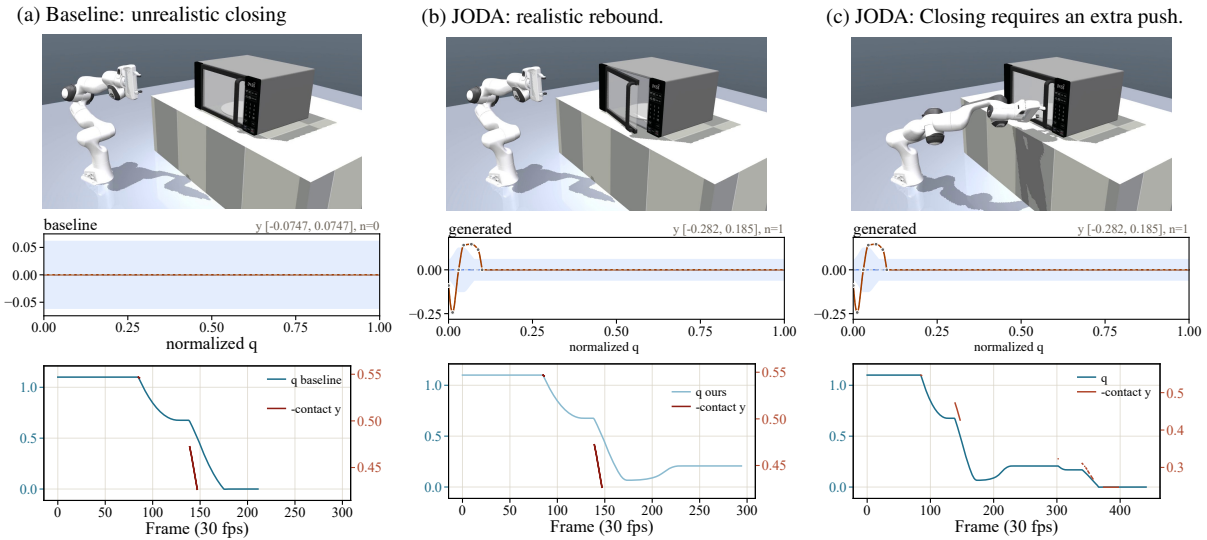 (a) Baseline: unrealistic closing
(b) JODA: realistic rebound.
(c) JODA: Closing requires an extra push.
baseline
y [-0.0747, 0.0747], n=0
0.05
0.00
−0.05
0.00
0.25
0.50
0.75
1.00
normalized q
generated
y [-0.282, 0.185], n=1
0.00
−0.25
0.00
0.25
0.50
0.75
1.00
normalized q
generated
y [-0.282, 0.185], n=1
0.00
−0.25
0.00
0.25
0.50
0.75
1.00
normalized q
1.0
0.5
0.0
q baseline
-contact y
0.55
0.50
0.45
0
100
150
200
300
Frame (30 fps)
1.0
0.5
0.0
q ours
-contact y
0.55
0.50
0.45
0
100
150
200
300
Frame (30 fps)
1.0
0.5
0.0
q
-contact y
0.5
0.4
0.3
0
100
200
300
400
Frame (30 fps)